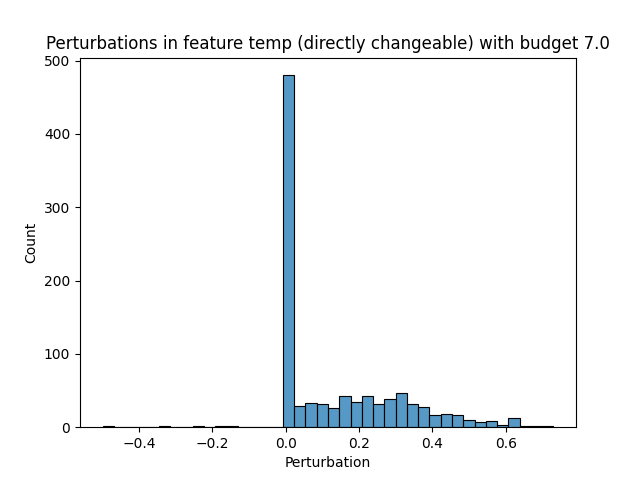 Perturbations in feature temp (directly changeable) with budget 7.0
500
400
300
200
100
0
Count
−0.4 −0.2 0.0 0.2 0.4 0.6
Perturbation